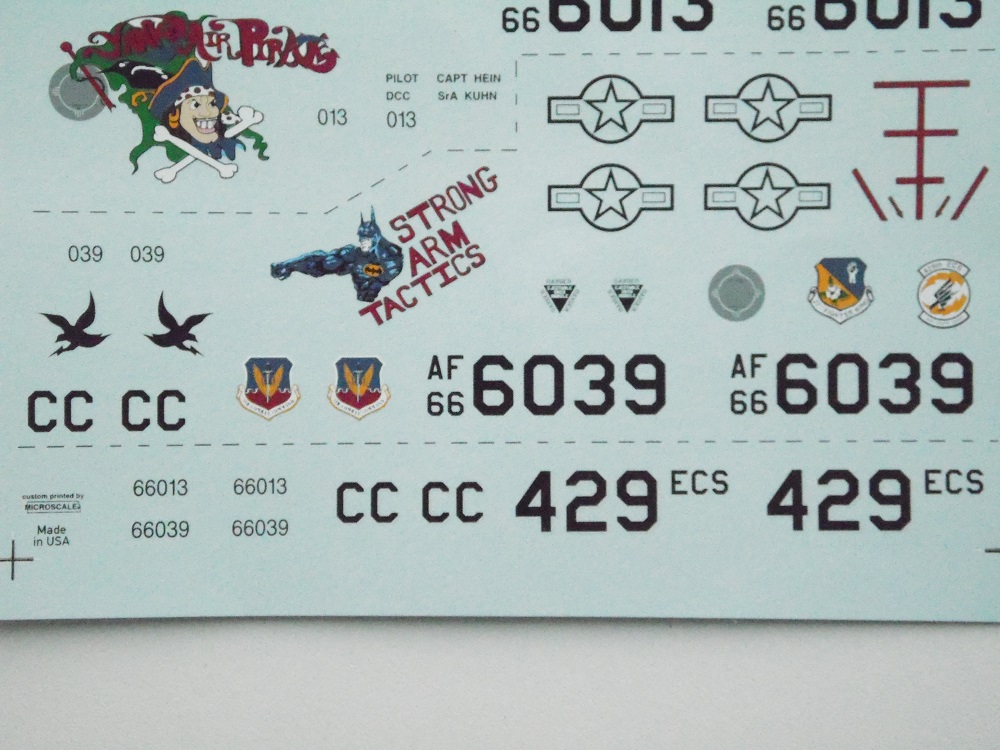 66 6013
66 6013
AIR PIRATE
PILOT CAPT HEIN
DCC SrA KUHN
013
013
STRONG
ARM
TACTICS
039
039
CC CC
AF
66 6039
AF
66 6039
66013
66013
66039
66039
custom printed by
MICROSCALE
Made
in USA
CC CC
429 ECS
429 ECS